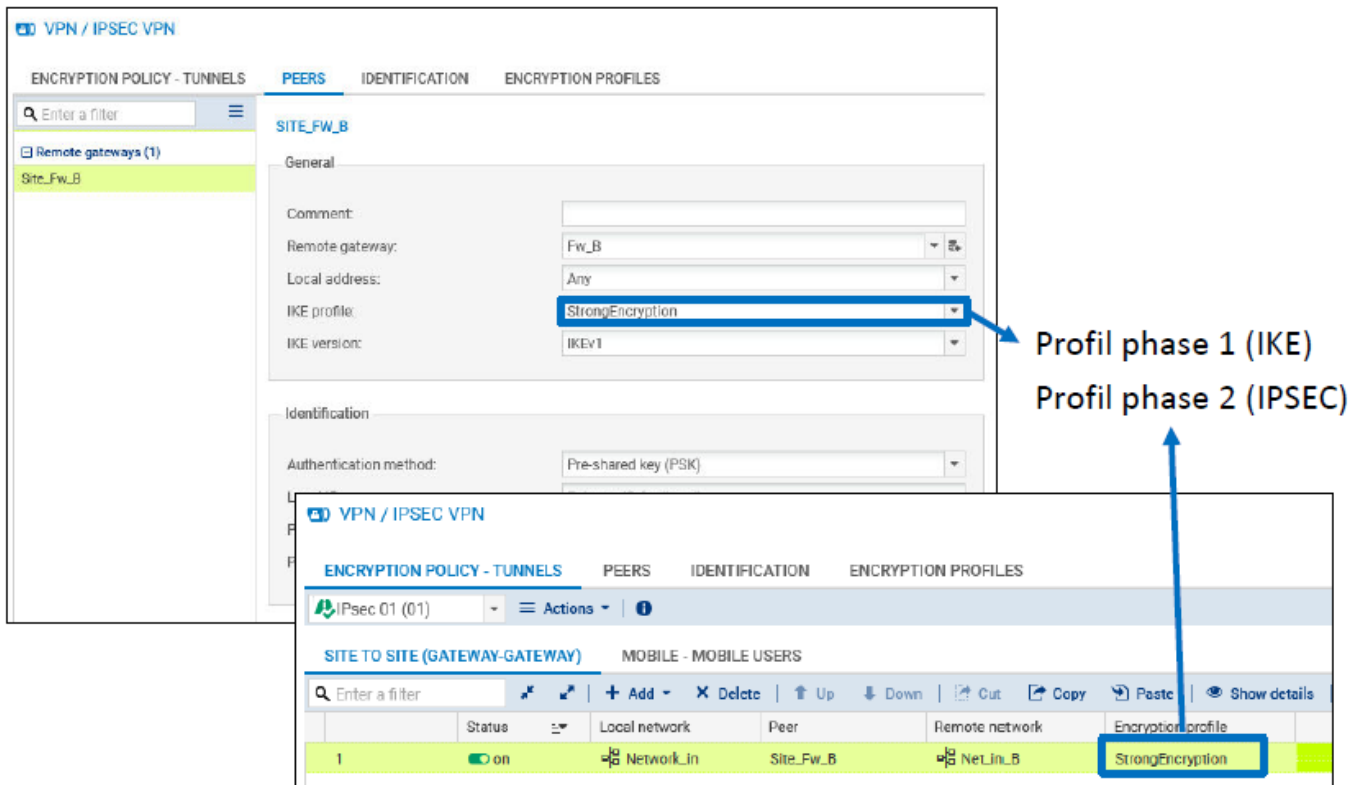 VPN / IPSEC VPN
ENCRYPTION POLICY - TUNNELS PEERS IDENTIFICATION ENCRYPTION PROFILES
Enter a filter
Remote gateways (1)
Site_Fw_B
SITE_FW_B
General
Comment:
Remote gateway: Fw_B
Local address: Any
IKE profile: StrongEncryption
IKE version: IKEv1
Identification
Authentication method: Pre-shared key (PSK)
Profil phase 1 (IKE)
Profil phase 2 (IPSEC)
VPN / IPSEC VPN
ENCRYPTION POLICY - TUNNELS PEERS IDENTIFICATION ENCRYPTION PROFILES
IPsec 01 (01) Actions
SITE TO SITE (GATEWAY-GATEWAY) MOBILE - MOBILE USERS
Enter a filter + Add Delete Up Down Cut Copy Paste Show details
Status Local network Peer Remote network Encryption profile
1 on Network_in Site_Fw_B Net_in_B StrongEncryption